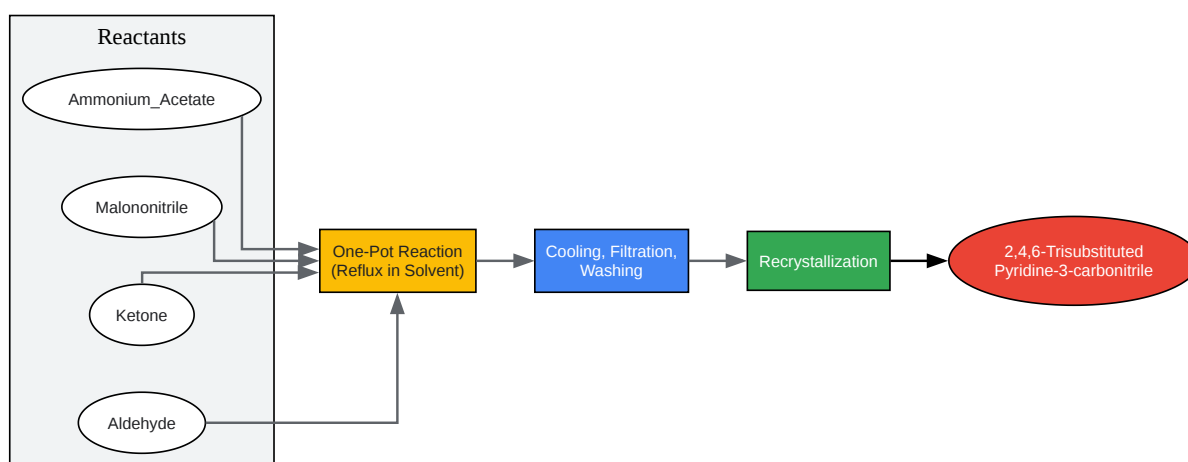 Reactants
Ammonium_Acetate
Malononitrile
Ketone
Aldehyde
One-Pot Reaction
(Reflux in Solvent)
Cooling, Filtration,
Washing
Recrystallization
2,4,6-Trisubstituted
Pyridine-3-carbonitrile